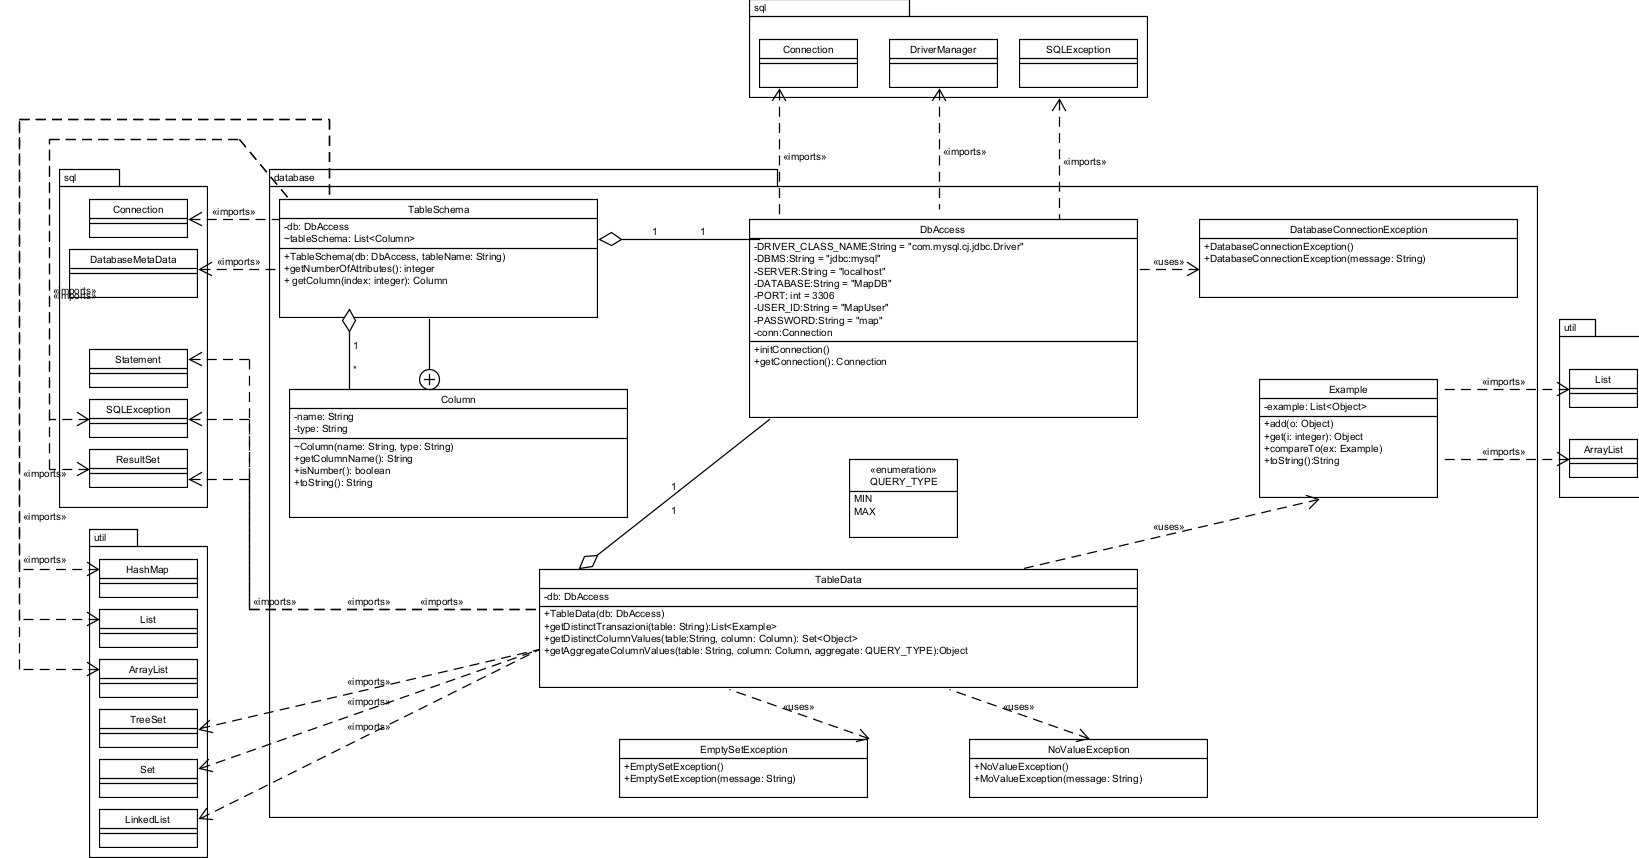 sql
Connection
DriverManager
SQLException
«imports»
«imports»
«imports»
sql
Connection
DatabaseMetaData
Statement
SQLException
ResultSet
«imports»
«imports»
«imports»
«imports»
«imports»
«imports»
«imports»
database
TableSchema
-db: DbAccess
~tableSchema: List<Column>
+TableSchema(db: DbAccess, tableName: String)
+getNumberOfAttributes(): integer
+ getColumn(index: integer): Column
1
1
1
*
Column
-name: String
-type: String
~Column(name: String, type: String)
+getColumnName(): String
+isNumber(): boolean
+toString(): String
DbAccess
-DRIVER_CLASS_NAME:String = "com.mysql.cj.jdbc.Driver"
-DBMS:String = "jdbc:mysql"
-SERVER:String = "localhost"
-DATABASE:String = "MapDB"
-PORT: int = 3306
-USER_ID:String = "MapUser"
-PASSWORD:String = "map"
-conn:Connection
+initConnection()
+getConnection(): Connection
«uses»
DatabaseConnectionException
+DatabaseConnectionException()
+DatabaseConnectionException(message: String)
Example
-example: List<Object>
+add(o: Object)
+get(i: integer): Object
+compareTo(ex: Example)
+toString():String
«imports»
«imports»
util
List
ArrayList
1
1
«enumeration»
QUERY_TYPE
MIN
MAX
«uses»
util
HashMap
List
ArrayList
TreeSet
Set
LinkedList
«imports»
«imports»
«imports»
TableData
-db: DbAccess
+TableData(db: DbAccess)
+getDistinctTransazioni(table: String):List<Example>
+getDistinctColumnValues(table:String, column: Column): Set<Object>
+getAggregateColumnValues(table: String, column: Column, aggregate: QUERY_TYPE):Object
«imports»
«imports»
«imports»
«uses»
«uses»
EmptySetException
+EmptySetException()
+EmptySetException(message: String)
NoValueException
+NoValueException()
+MoValueException(message: String)